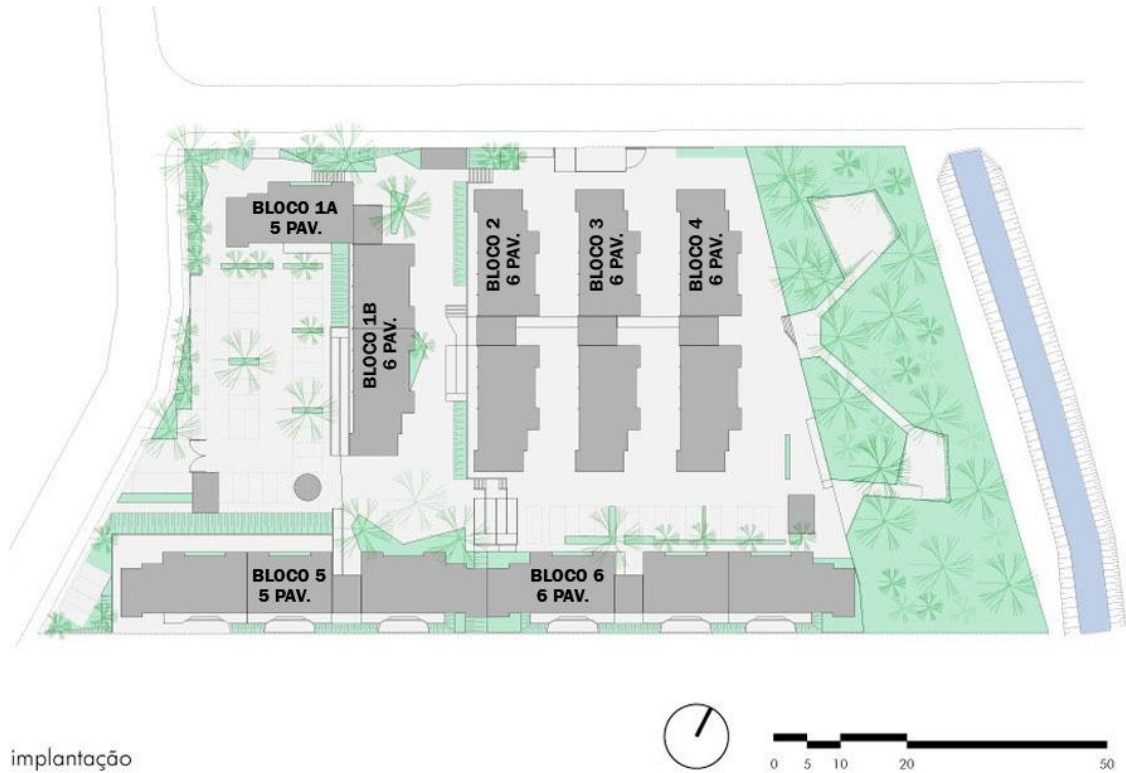 BLOCO 1A
5 PAV.
BLOCO 1B
6 PAV.
BLOCO 2
6 PAV.
BLOCO 3
6 PAV.
BLOCO 4
6 PAV.
BLOCO 5
5 PAV.
BLOCO 6
6 PAV.
implantação
0 5 10 20 50